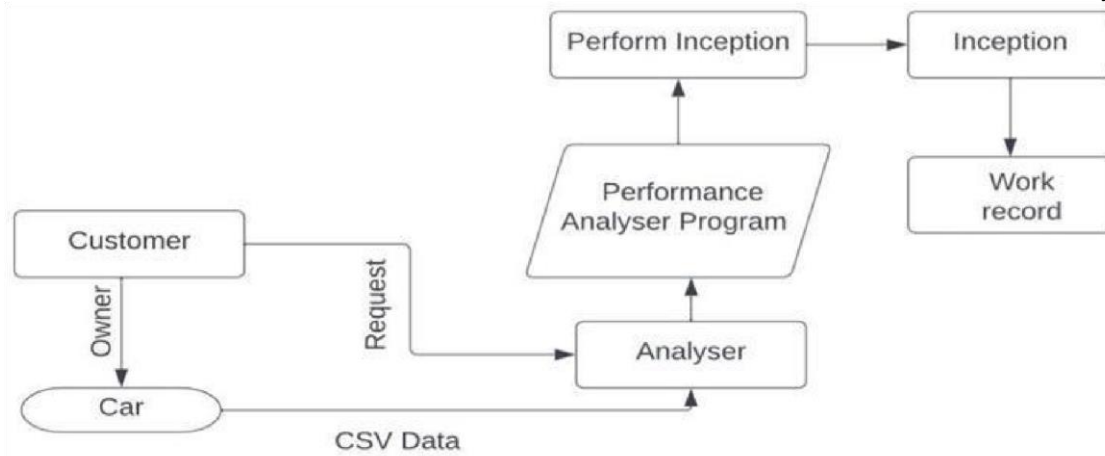 Perform Inception
Inception
Performance
Analyser Program
Work
record
Customer
Owner
Request
Analyser
Car
CSV Data